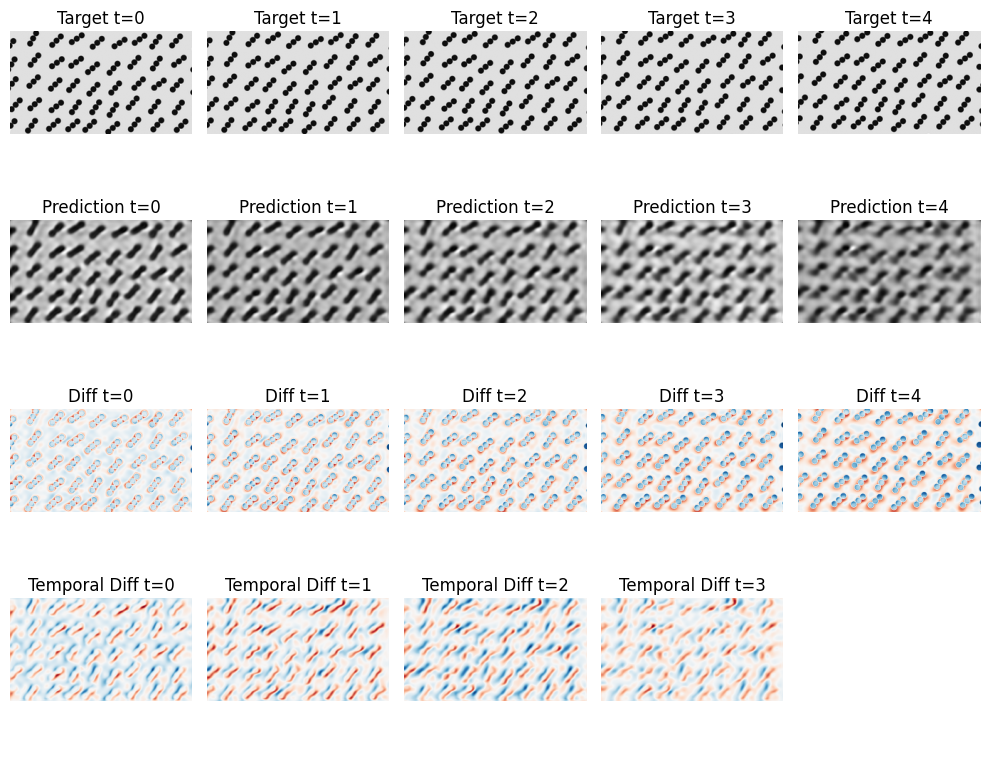 Target t=0 Target t=1 Target t=2 Target t=3 Target t=4
Prediction t=0 Prediction t=1 Prediction t=2 Prediction t=3 Prediction t=4
Diff t=0 Diff t=1 Diff t=2 Diff t=3 Diff t=4
Temporal Diff t=0 Temporal Diff t=1 Temporal Diff t=2 Temporal Diff t=3